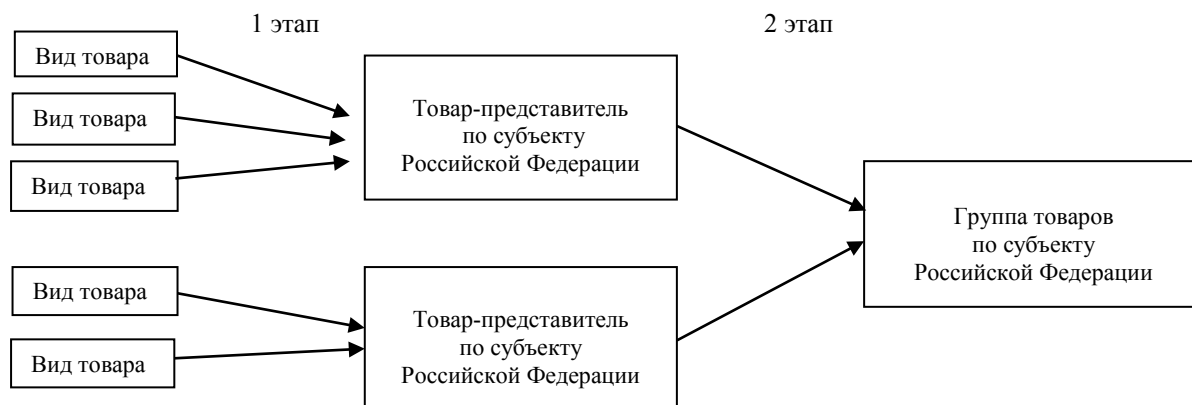 1 этап
2 этап
Вид товара
Вид товара
Вид товара
Товар-представитель
по субъекту
Российской Федерации
Группа товаров
по субъекту
Российской Федерации
Вид товара
Вид товара
Товар-представитель
по субъекту
Российской Федерации